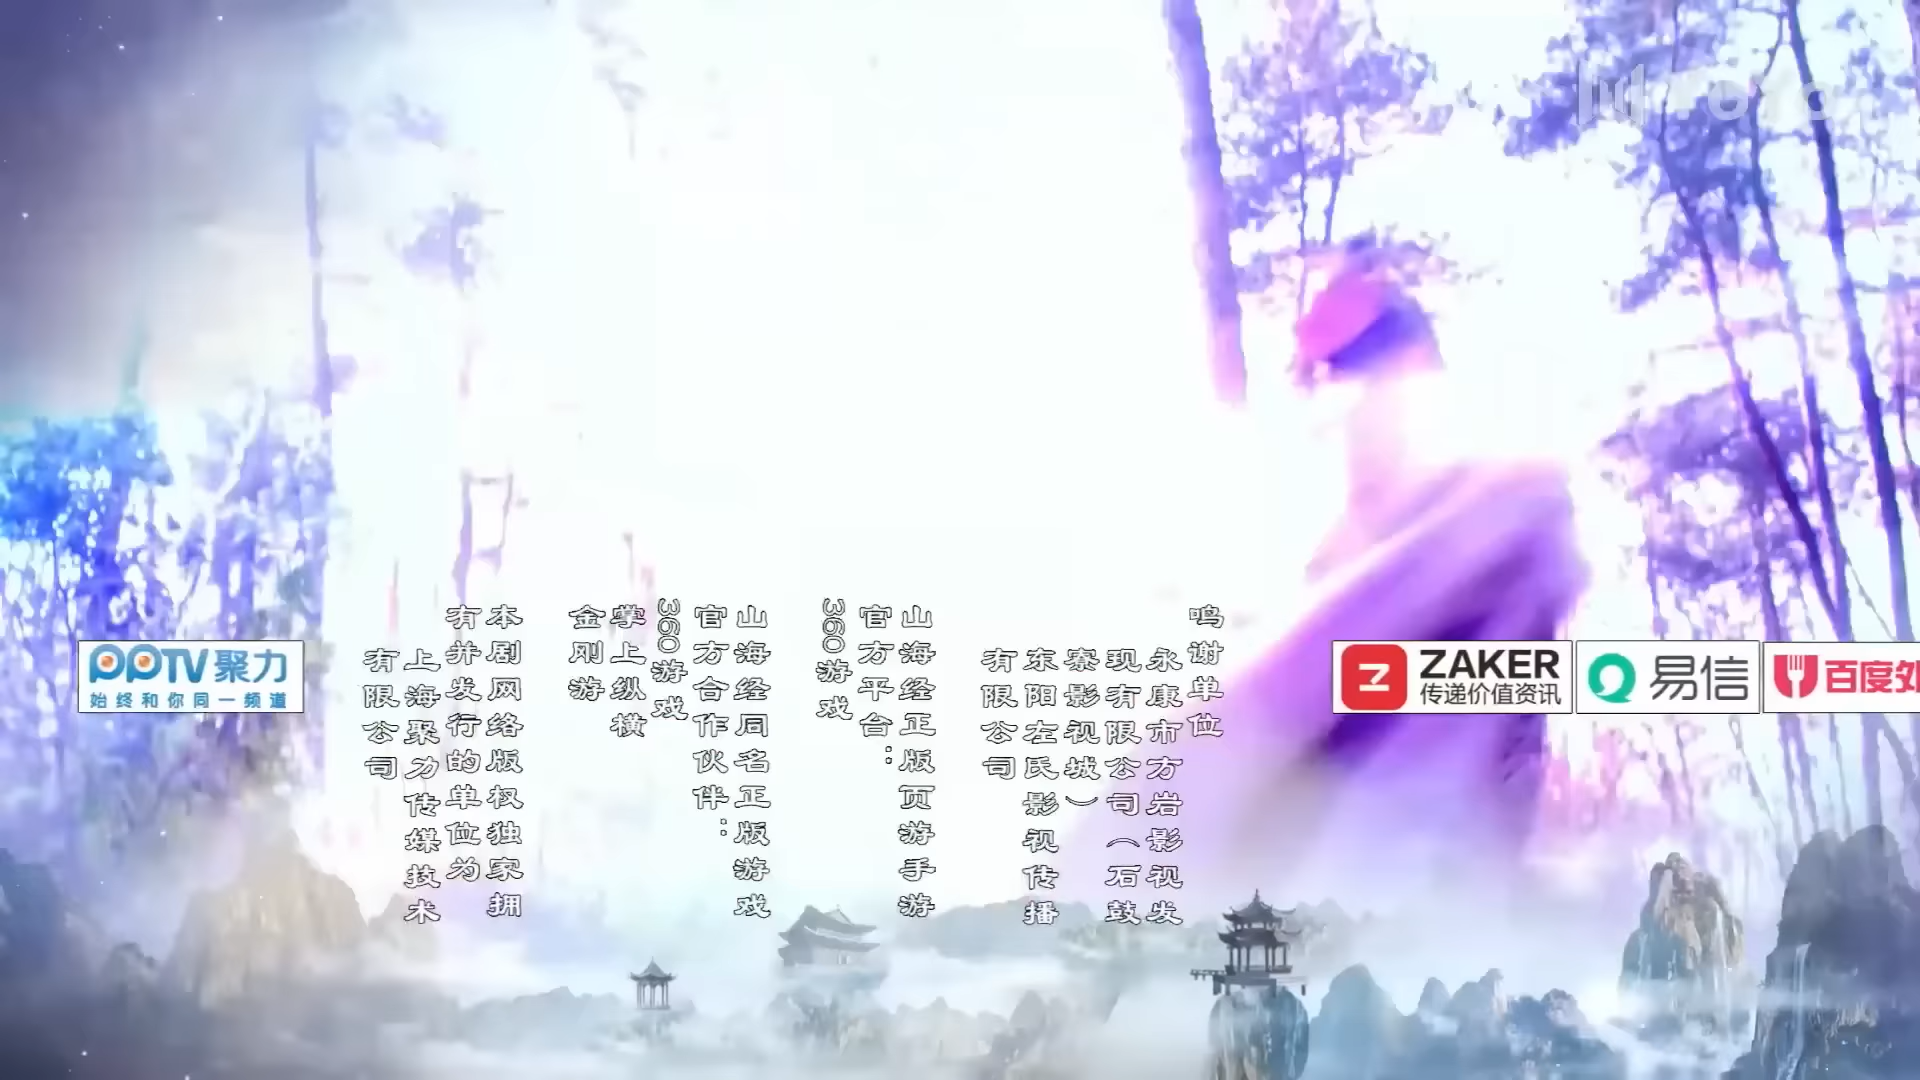 YOYO
鸣谢单位
永康市方岩影视发
现有限公司（石鼓
寮影视城）
东阳左氏影视传播
有限公司
山海经正版页游手游
官方平台：
360游戏
山海经同名正版游戏
官方合作伙伴：
360游戏
掌上纵横
金刚游
本剧网络版权独家拥
有并发行的单位为
上海聚力传媒技术
有限公司
PPTV聚力
始终和你同一频道
ZAKER
传递价值资讯
易信
百度外